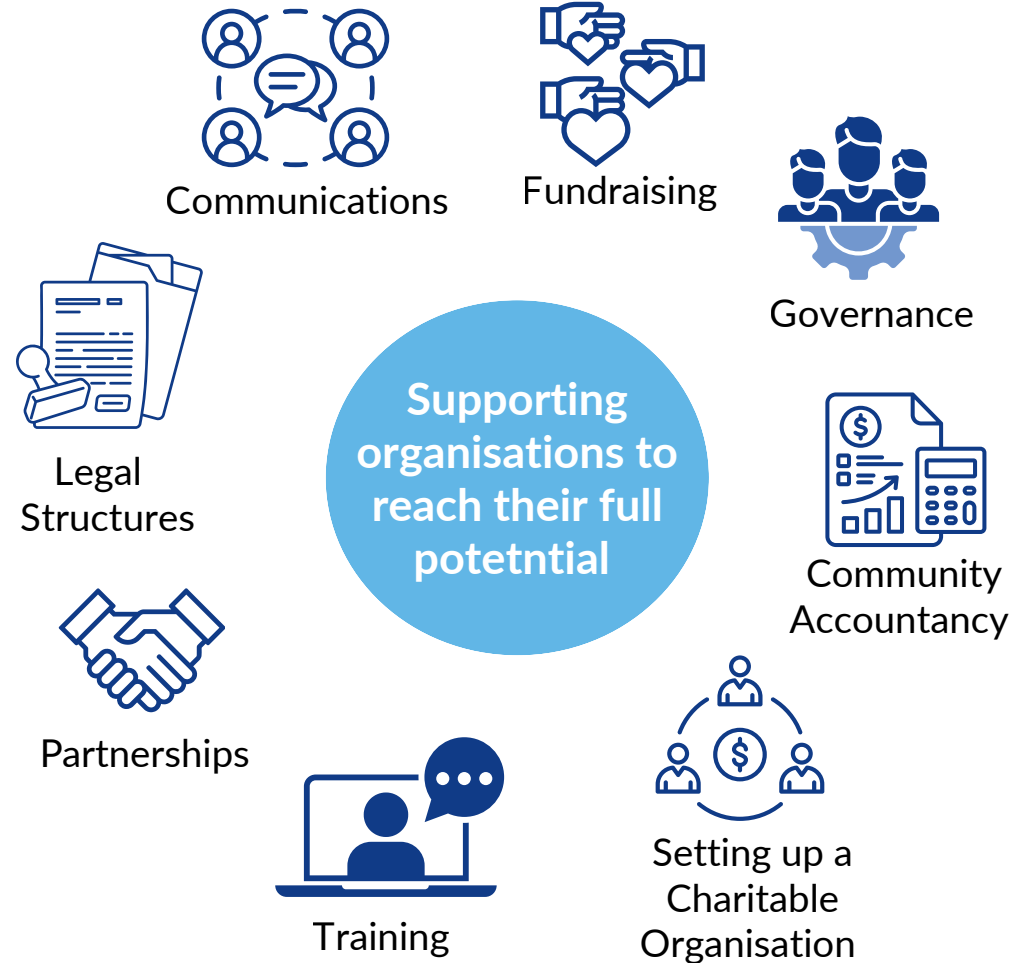 Communications
Fundraising
Governance
Legal
Structures
Supporting
organisations to
reach their full
potetntial
Community
Accountancy
Partnerships
Setting up a
Charitable
Organisation
Training